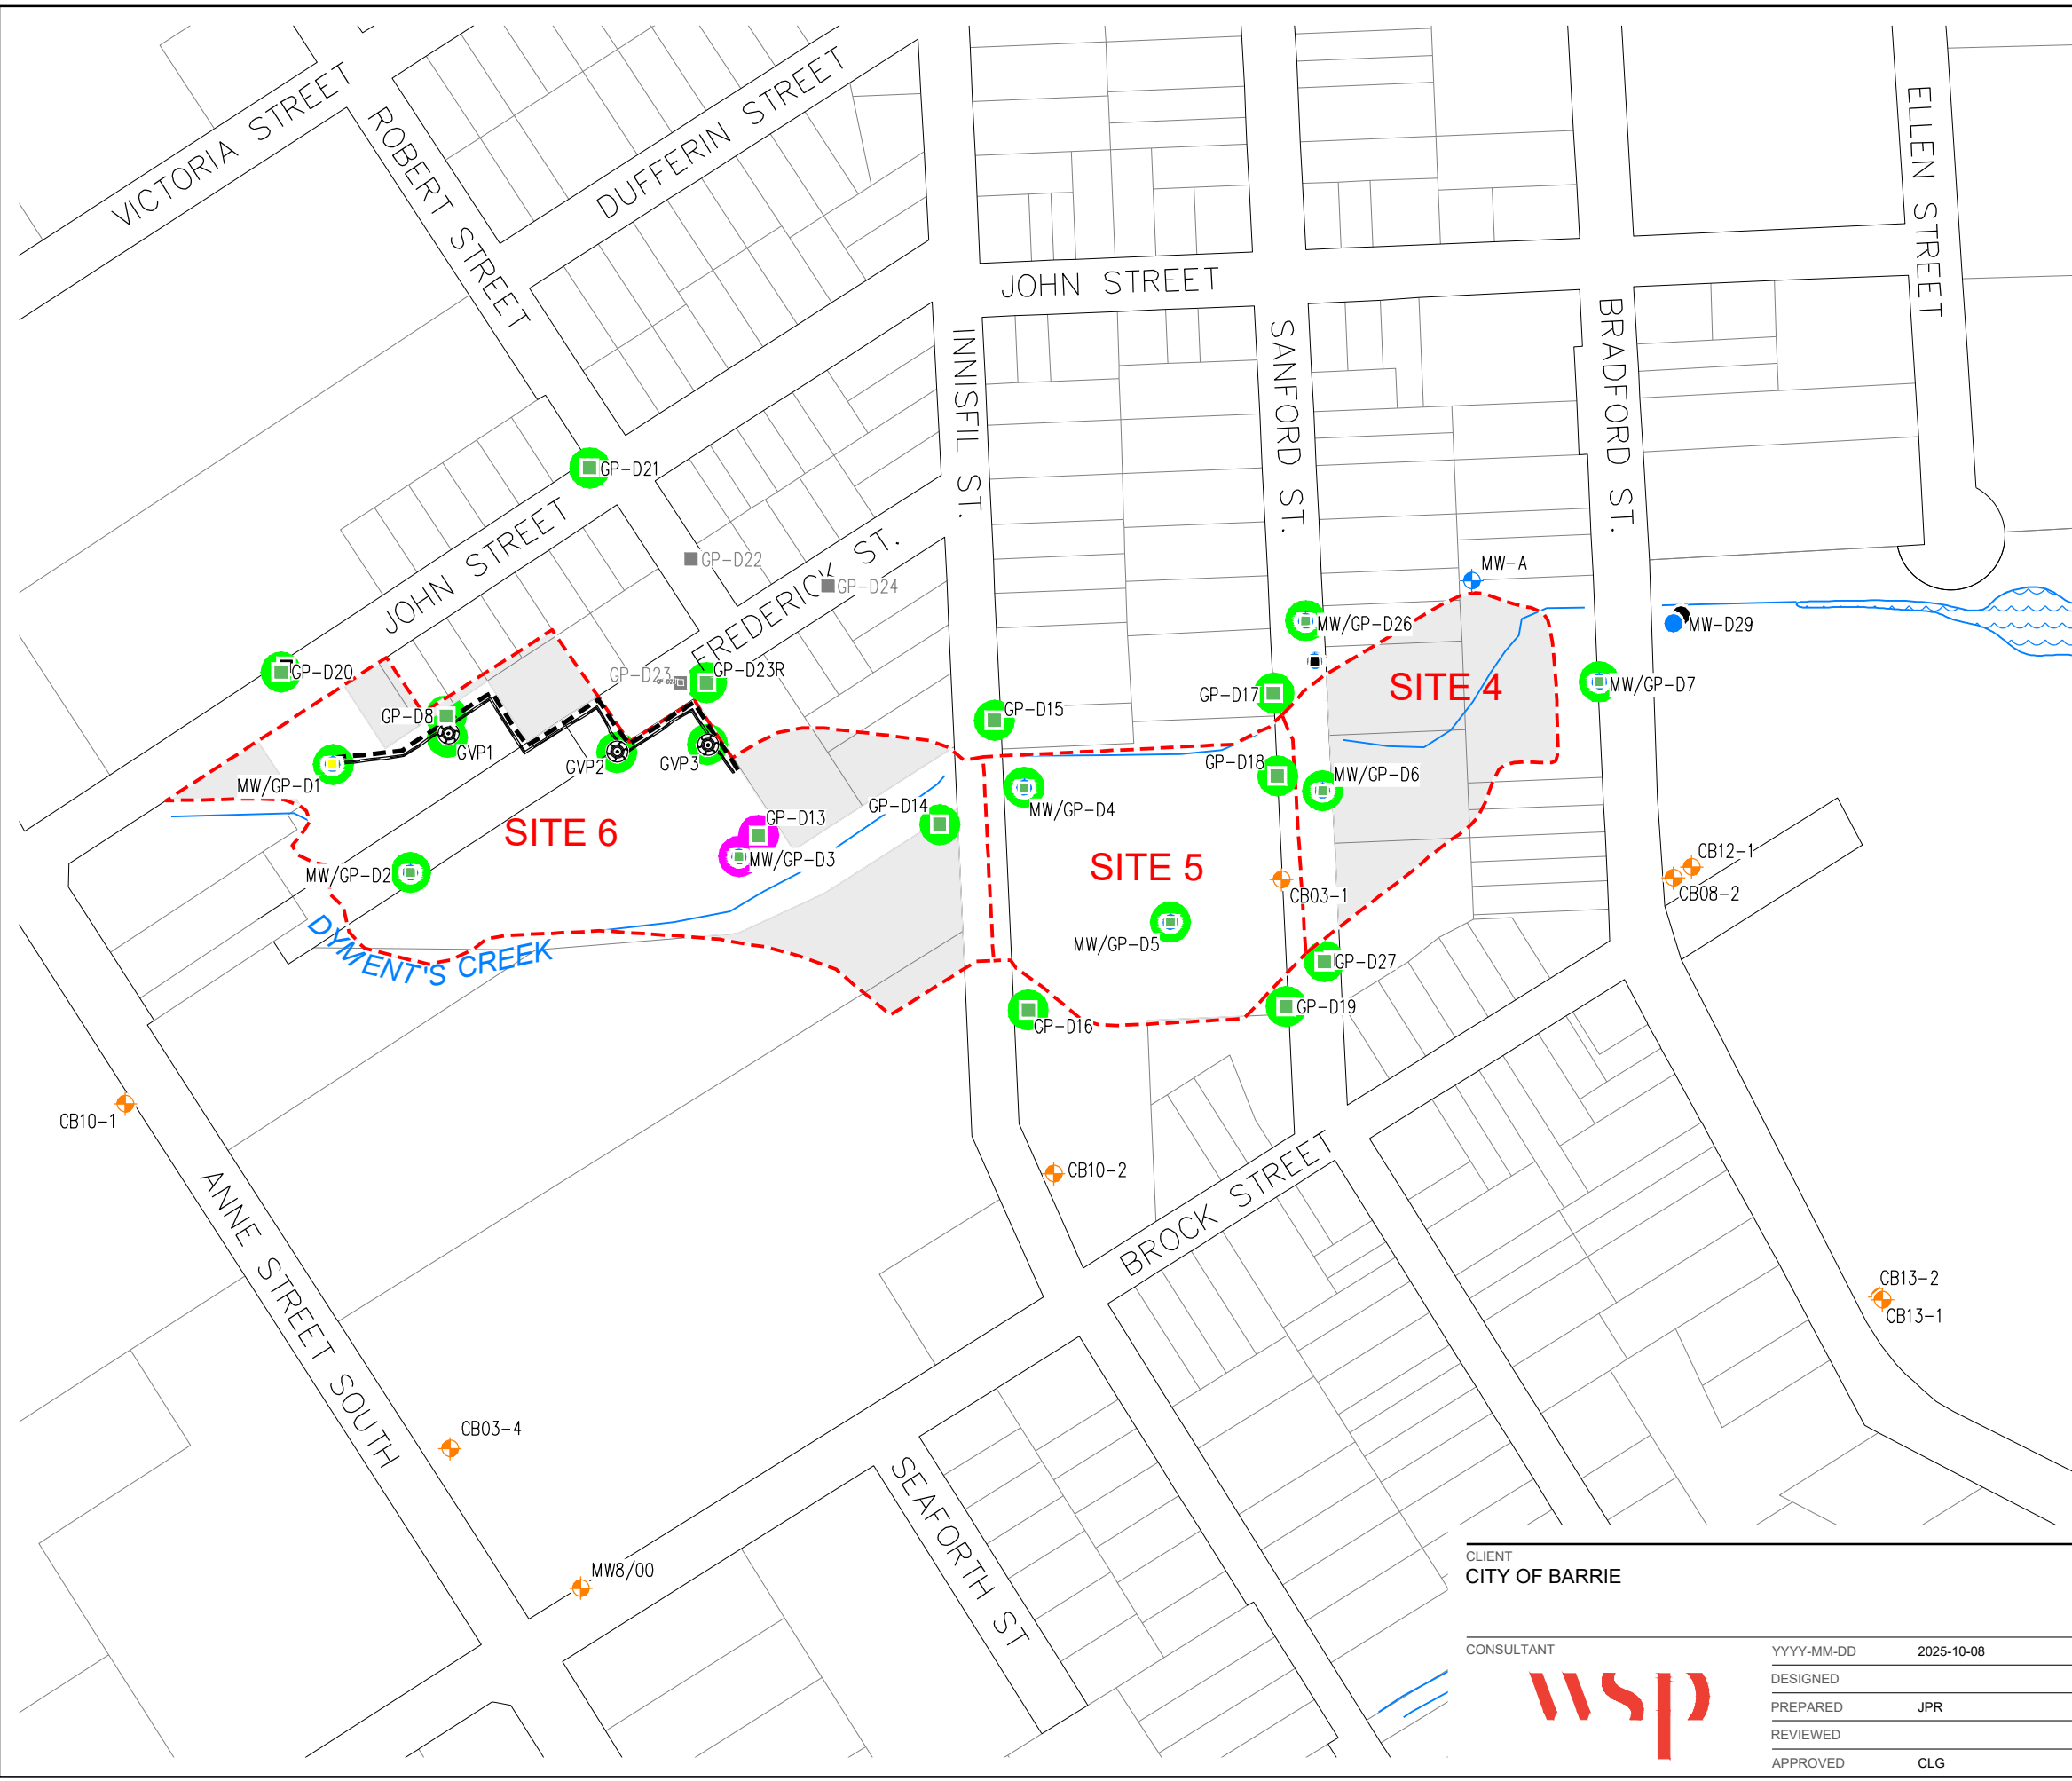 VICTORIA STREET
ROBERT STREET
DUFFERIN STREET
ELLEN STREET
JOHN STREET
INNISFIL ST.
SANFORD ST.
BRADFORD ST.
GP-D21
JOHN STREET
GP-D22
GP-D24
FREDERICK ST.
MW-A
MW/GP-D26
MW-D29
GP-D20
GP-D23
GP-D23R
GP-D17
SITE 4
MW/GP-D7
GP-D8
GP-D15
GVP1
GVP2
GVP3
GP-D18
MW/GP-D6
MW/GP-D1
GP-D14
MW/GP-D4
SITE 6
GP-D13
MW/GP-D3
SITE 5
CB12-1
MW/GP-D2
CB03-1
CB08-2
DYMENT'S CREEK
MW/GP-D5
GP-D27
GP-D19
GP-D16
CB10-1
CB10-2
ANNE STREET SOUTH
BROCK STREET
CB13-2
CB13-1
CB03-4
SEAFORTH ST
MW8/00
CLIENT
CITY OF BARRIE
CONSULTANT
wsp
YYYY-MM-DD 2025-10-08
DESIGNED
PREPARED JPR
REVIEWED
APPROVED CLG